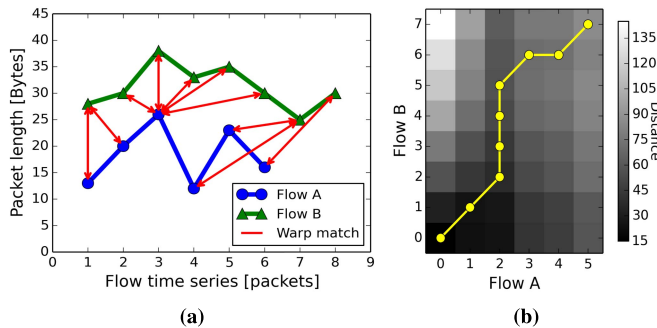 45
40
35
30
25
20
15
10
5
0
Packet length [Bytes]
Flow A
Flow B
Warp match
0 1 2 3 4 5 6 7 8 9
Flow time series [packets]
(a)
7
6
5
4
3
2
1
0
Flow B
0 1 2 3 4 5
Flow A
135
120
105
90
75
60
45
30
15
Distance
(b)